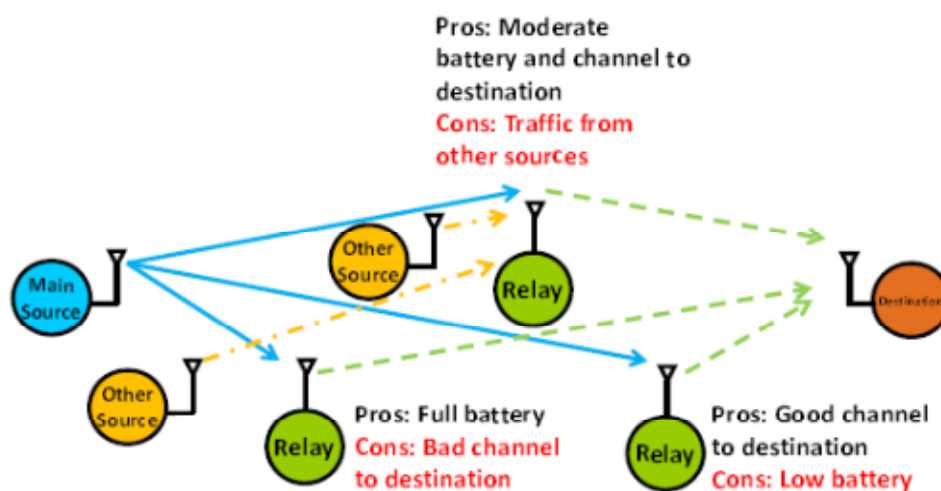 Pros: Moderate
battery and channel to
destination
Cons: Traffic from
other sources
Other
Source
Main
Source
Relay
Destination
Other
Source
Relay
Pros: Full battery
Cons: Bad channel
to destination
Relay
Pros: Good channel
to destination
Cons: Low battery